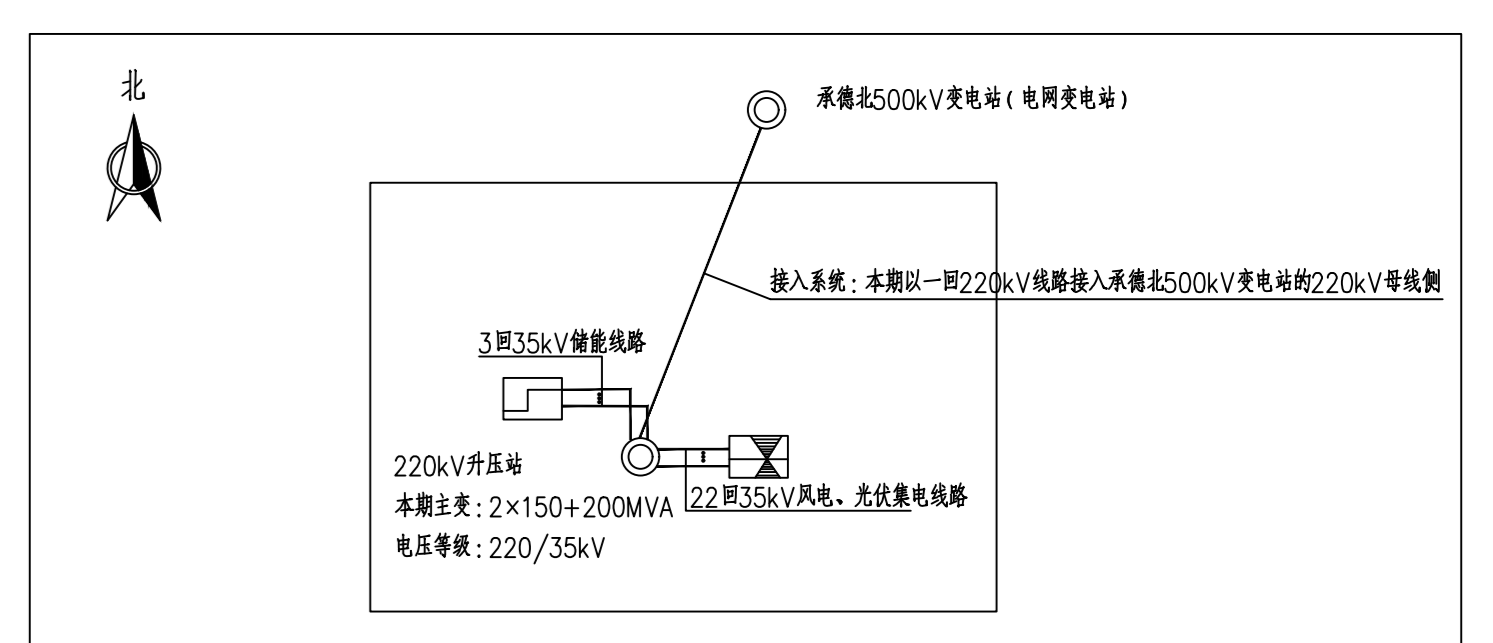 北
承德北500kV变电站(电网变电站)
接入系统:本期以一回220kV线路接入承德北500kV变电站的220kV母线侧
3回35kV储能线路
220kV升压站
本期主变:2×150+200MVA
22回35kV风电、光伏集电线路
电压等级:220/35kV